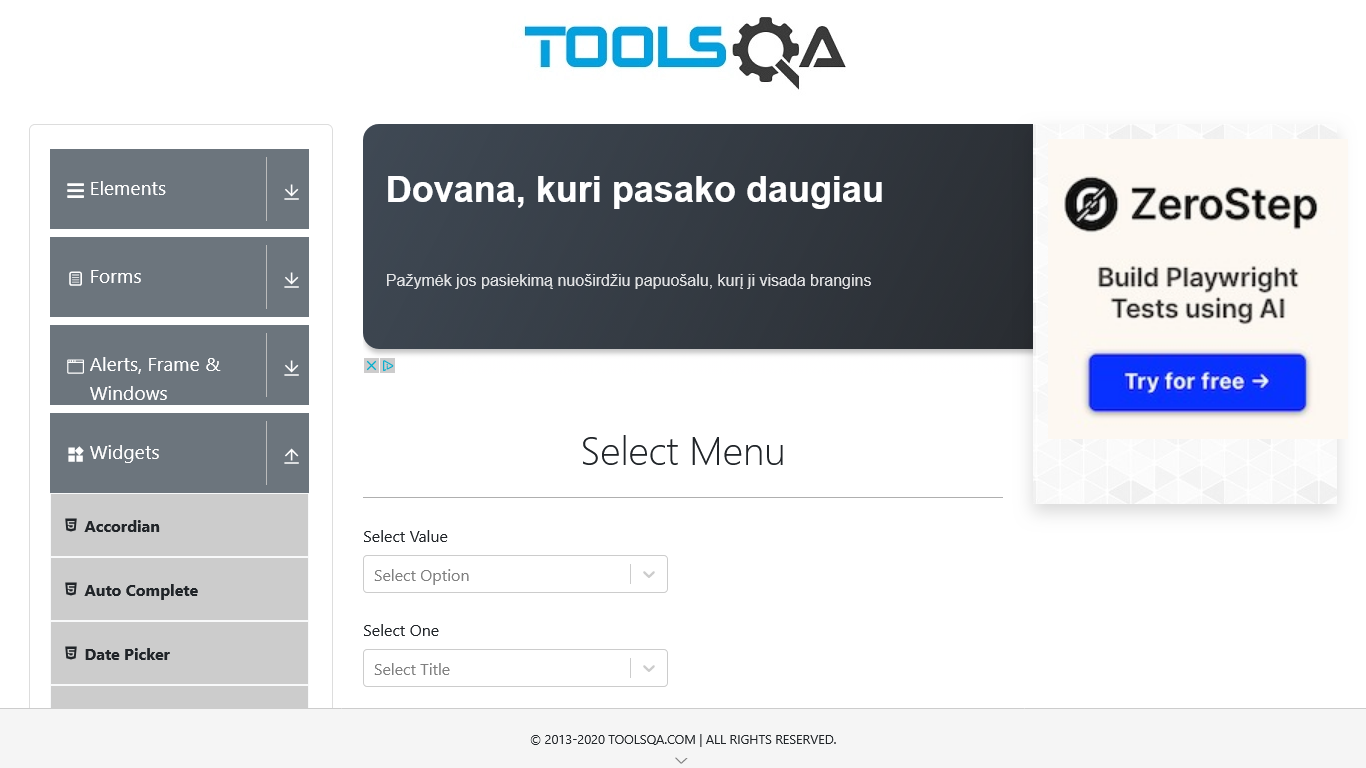 TOOLSQA
Elements
Forms
Alerts, Frame &
Windows
Widgets
Accordian
Auto Complete
Date Picker
Dovana, kuri pasako daugiau
Pažymėk jos pasiekimą nuoširdžiu papuošalu, kurį ji visada brangins
Select Menu
Select Value
Select Option
Select One
Select Title
ZeroStep
Build Playwright
Tests using AI
Try for free →
© 2013-2020 TOOLSQA.COM | ALL RIGHTS RESERVED.